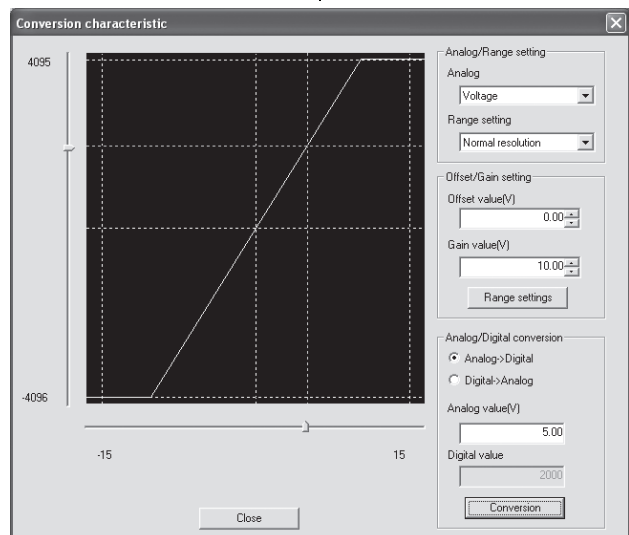 Conversion characteristic
4095
-4096
-15
15
Close
Analog/Range setting
Analog
Voltage
Range setting
Normal resolution
Offset/Gain setting
Offset value(V)
0.00
Gain value(V)
10.00
Range settings
Analog/Digital conversion
Analog->Digital
Digital->Analog
Analog value(V)
5.00
Digital value
2000
Conversion